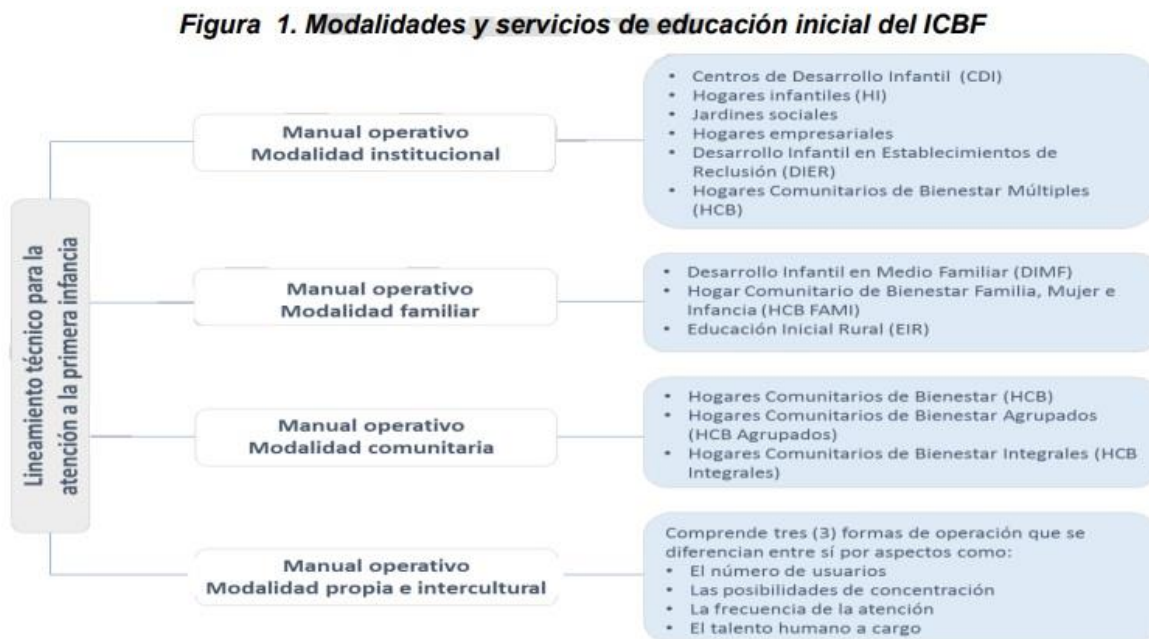 Figura 1. Modalidades y servicios de educación inicial del ICBF
Lineamiento técnico para la
atención a la primera infancia
Manual operativo
Modalidad institucional
• Centros de Desarrollo Infantil (CDI)
• Hogares infantiles (HI)
• Jardines sociales
• Hogares empresariales
• Desarrollo Infantil en Establecimientos de
Reclusión (DIER)
• Hogares Comunitarios de Bienestar Múltiples
(HCB)
Manual operativo
Modalidad familiar
• Desarrollo Infantil en Medio Familiar (DIMF)
• Hogar Comunitario de Bienestar Familia, Mujer e
Infancia (HCB FAMI)
• Educación Inicial Rural (EIR)
Manual operativo
Modalidad comunitaria
• Hogares Comunitarios de Bienestar (HCB)
• Hogares Comunitarios de Bienestar Agrupados
(HCB Agrupados)
• Hogares Comunitarios de Bienestar Integrales (HCB
Integrales)
Manual operativo
Modalidad propia e intercultural
Comprende tres (3) formas de operación que se
diferencian entre sí por aspectos como:
• El número de usuarios
• Las posibilidades de concentración
• La frecuencia de la atención
• El talento humano a cargo